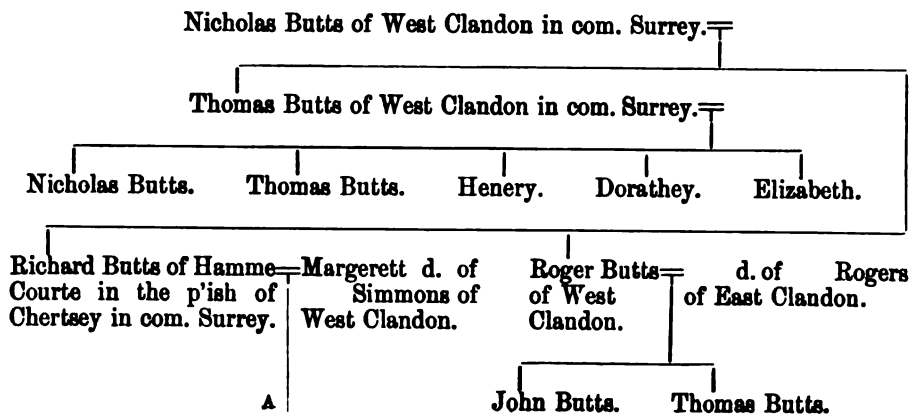 Nicholas Butts of West Clandon in com. Surrey.
Thomas Butts of West Clandon in com. Surrey.
Nicholas Butts. Thomas Butts. Henery. Dorathey. Elizabeth.
Richard Butts of Hamme Courte in the p'ish of Chertsey in com. Surrey.
Margerett d. of Simmons of West Clandon.
Roger Butts of West Clandon.
d. of Rogers of East Clandon.
A
John Butts. Thomas Butts.